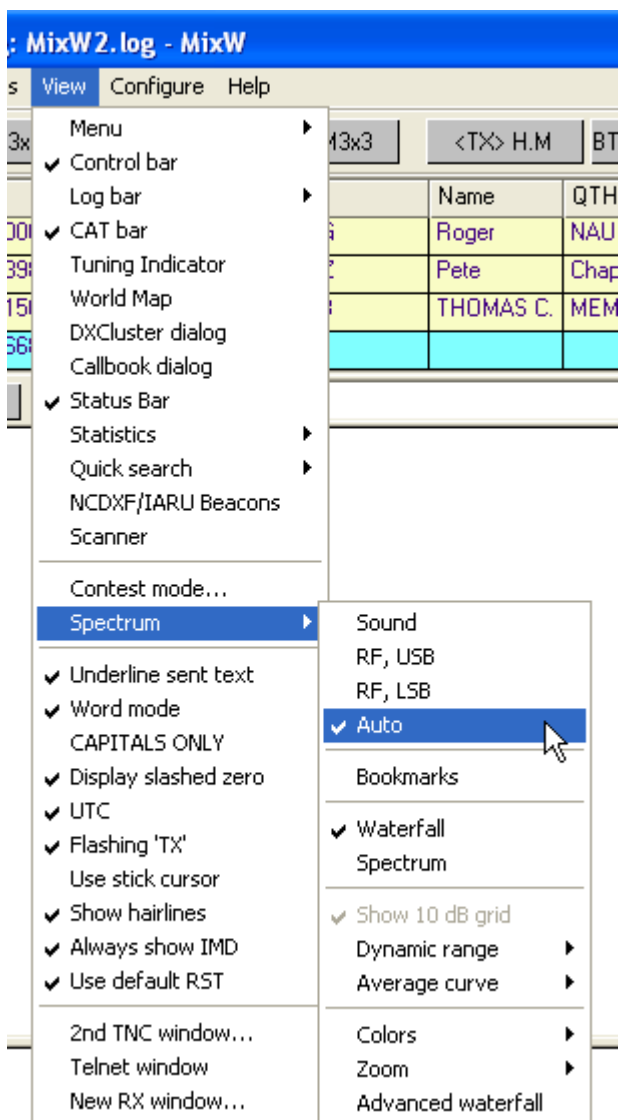 : MixW2.log - MixW
s View Configure Help
3x 13x3 <TX> H.M BT
Name QTH
Roger NAU
Pete Chap
THOMAS C. MEM
Menu
Control bar
Log bar
CAT bar
Tuning Indicator
World Map
DXCluster dialog
Callbook dialog
Status Bar
Statistics
Quick search
NCDXF/IARU Beacons
Scanner
Contest mode...
Spectrum
Underline sent text
Word mode
CAPITALS ONLY
Display slashed zero
UTC
Flashing 'TX'
Use stick cursor
Show hairlines
Always show IMD
Use default RST
2nd TNC window...
Telnet window
New RX window...
Sound
RF, USB
RF, LSB
Auto
Bookmarks
Waterfall
Spectrum
Show 10 dB grid
Dynamic range
Average curve
Colors
Zoom
Advanced waterfall